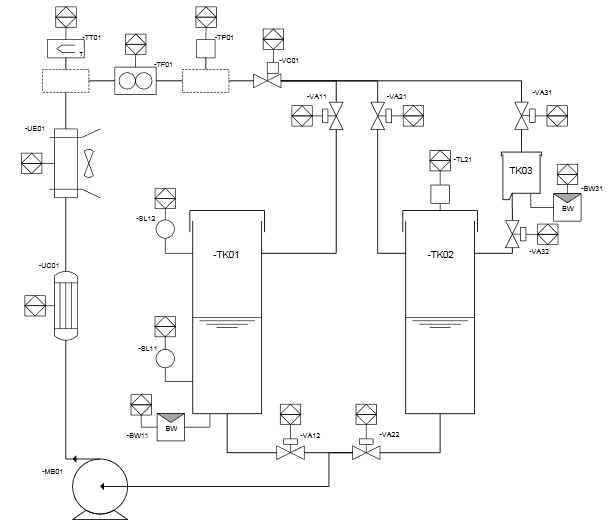 -TT01
T
-TP01
-TF01
-VC01
-VA11
-VA21
-VA31
-UE01
-TL21
TK03
-BW31
BW
-SL12
-VA32
-TK01
-TK02
-UC01
-SL11
BW
-BW11
-VA12
-VA22
-MB01